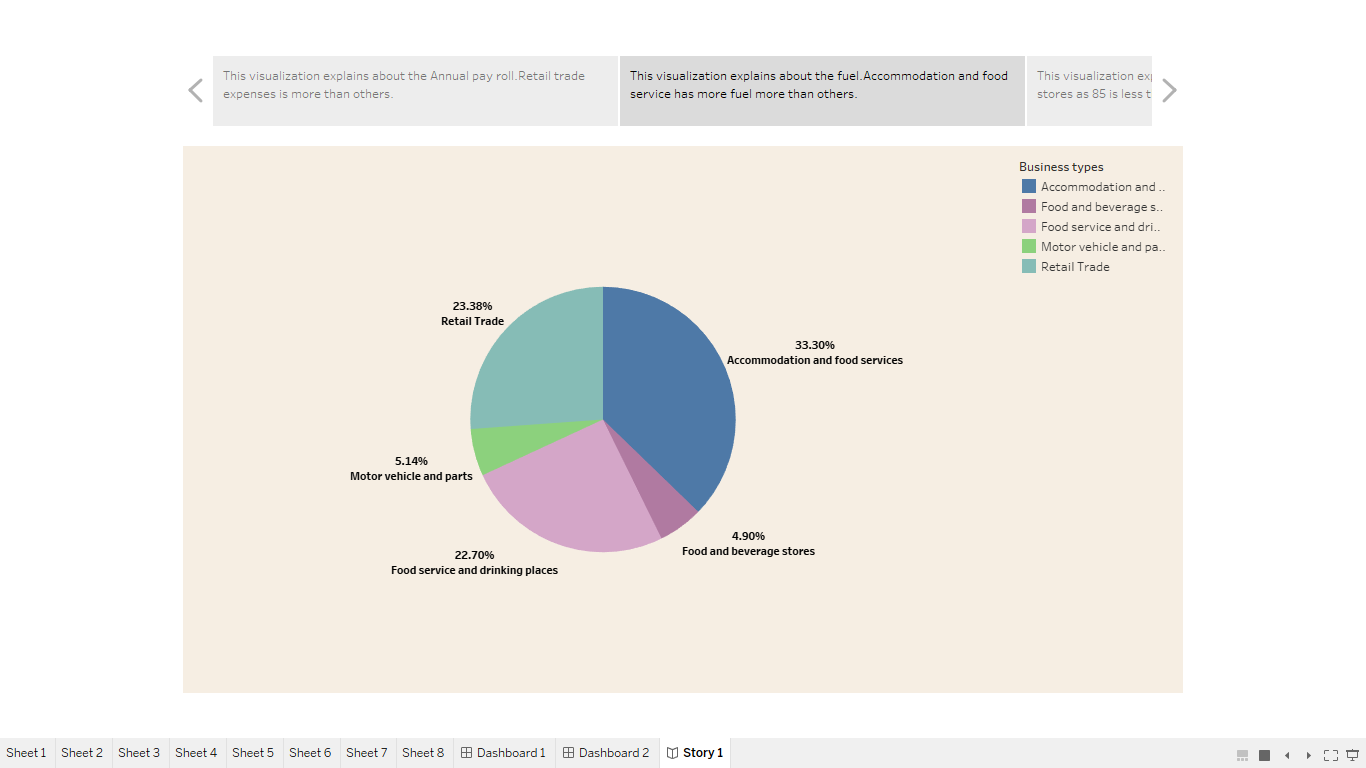 This visualization explains about the Annual pay roll.Retail trade
expenses is more than others.
This visualization explains about the fuel.Accommodation and food
service has more fuel more than others.
This visualization exp
stores as 85 is less t
Business types
Accommodation and ..
Food and beverage s..
Food service and dri..
Motor vehicle and pa..
Retail Trade
23.38%
Retail Trade
33.30%
Accommodation and food services
5.14%
Motor vehicle and parts
4.90%
Food and beverage stores
22.70%
Food service and drinking places
Sheet 1 Sheet 2 Sheet 3 Sheet 4 Sheet 5 Sheet 6 Sheet 7 Sheet 8 Dashboard 1 Dashboard 2 Story 1